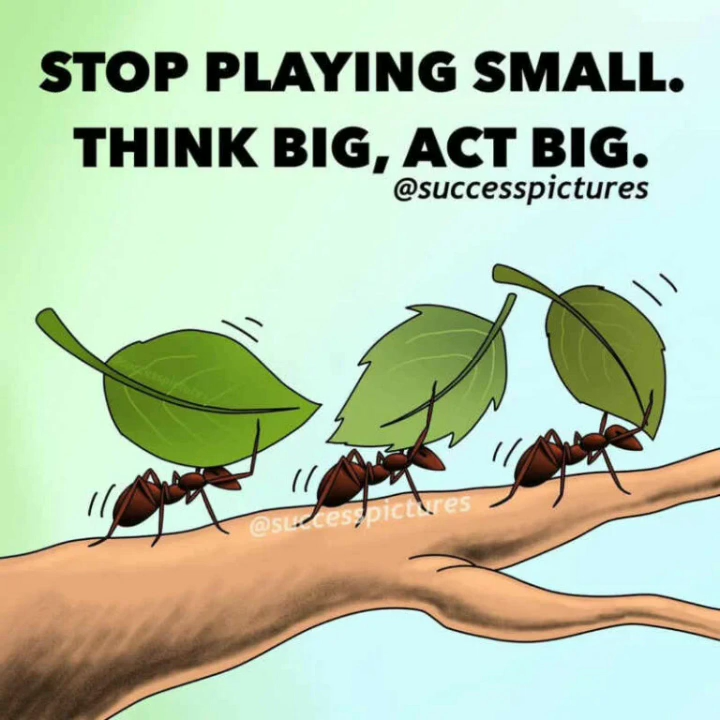 STOP PLAYING SMALL.
THINK BIG, ACT BIG.
@successpictures
@successpictures